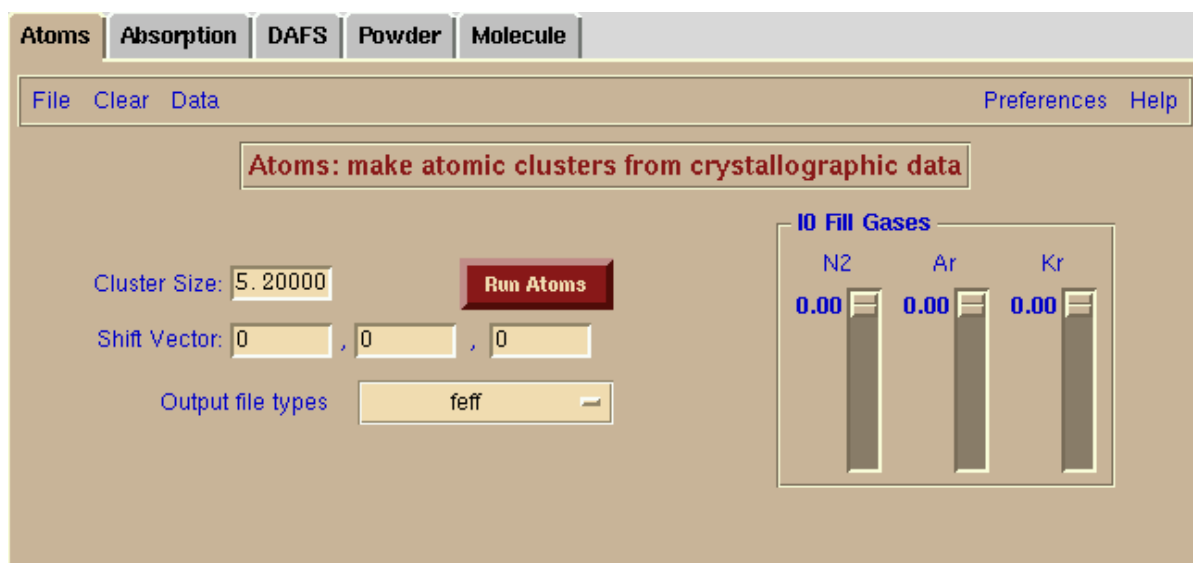 Atoms Absorption DAFS Powder Molecule
File Clear Data Preferences Help
Atoms: make atomic clusters from crystallographic data
I0 Fill Gases
N2 Ar Kr
Cluster Size: 5.20000 Run Atoms
0.00 0.00 0.00
Shift Vector: 0 , 0 , 0
Output file types feff